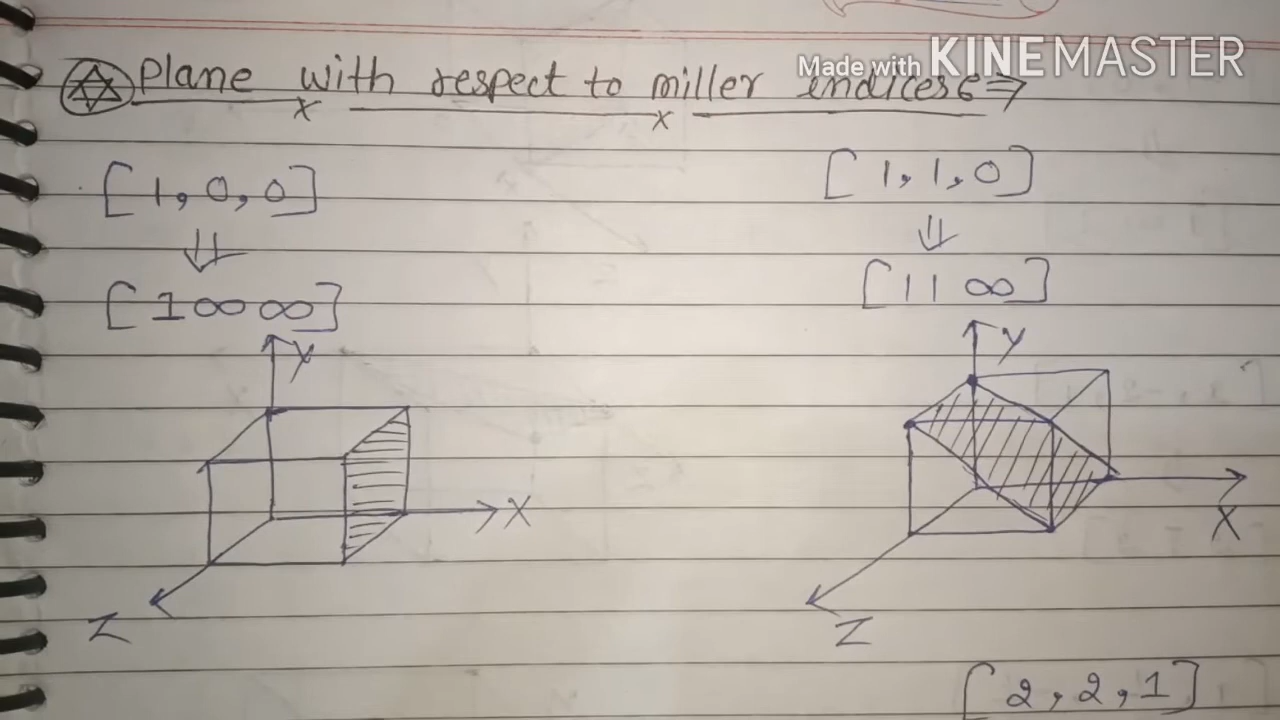 Plane with respect to miller indices ⇒
Made with KINEMASTER
[1, 0, 0]
⇓
[1 ∞ ∞]
Y
X
Z
[1, 1, 0]
⇓
[1 1 ∞]
Y
X
Z
[2, 2, 1]